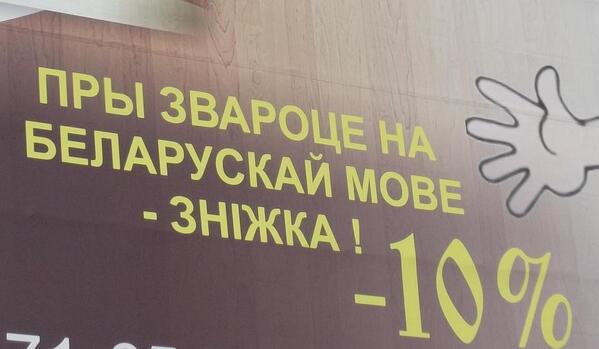 ПРЫ ЗВАРОЦЕ НА
БЕЛАРУСКАЙ МОВЕ
- ЗНІЖКА !
-10%